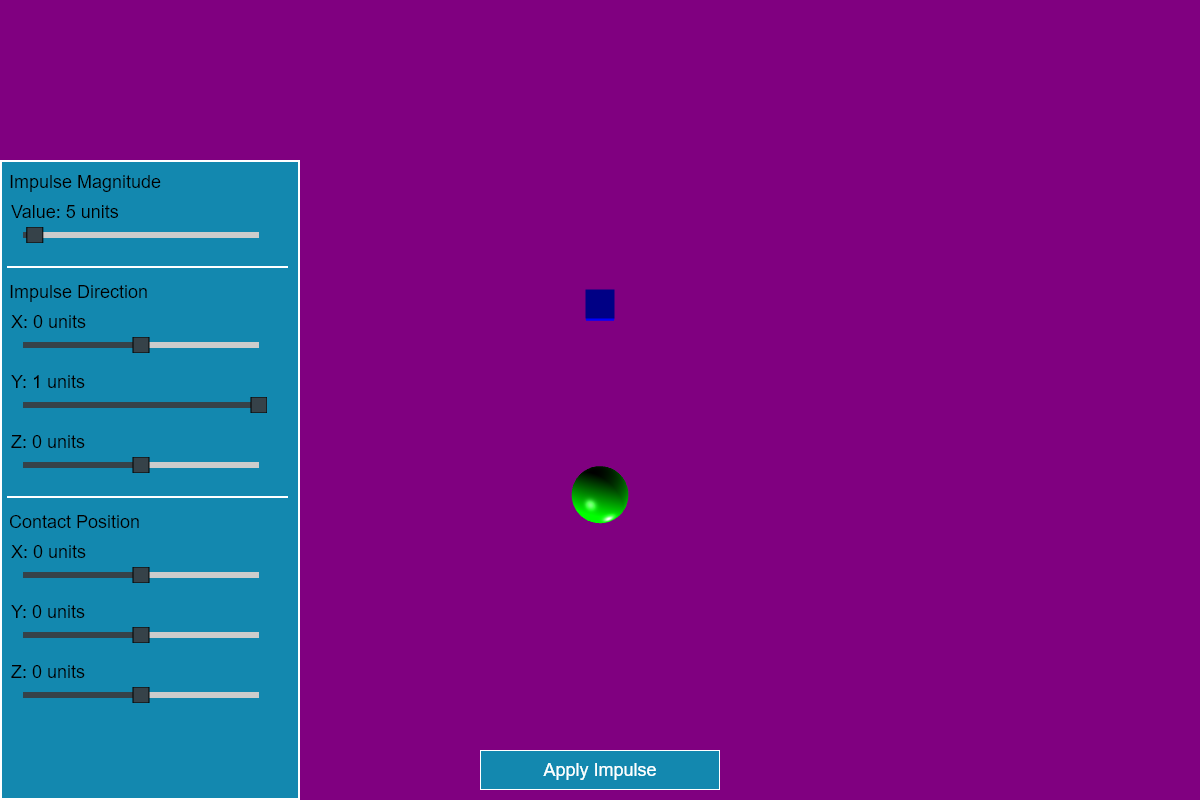 Impulse Magnitude
Value: 5 units
Impulse Direction
X: 0 units
Y: 1 units
Z: 0 units
Contact Position
X: 0 units
Y: 0 units
Z: 0 units
Apply Impulse